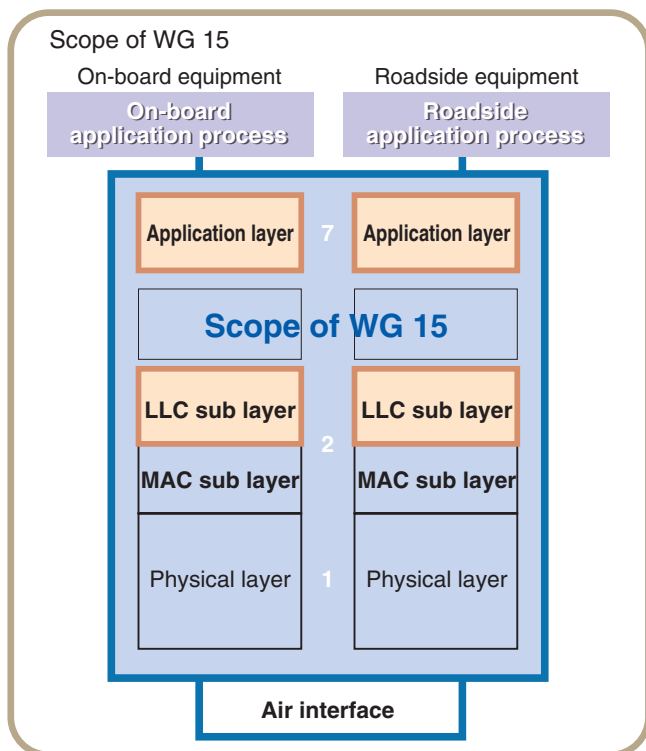 Scope of WG 15
On-board equipment Roadside equipment
On-board
application process
Roadside
application process
Application layer 7 Application layer
Scope of WG 15
LLC sub layer LLC sub layer
2
MAC sub layer MAC sub layer
Physical layer 1 Physical layer
Air interface